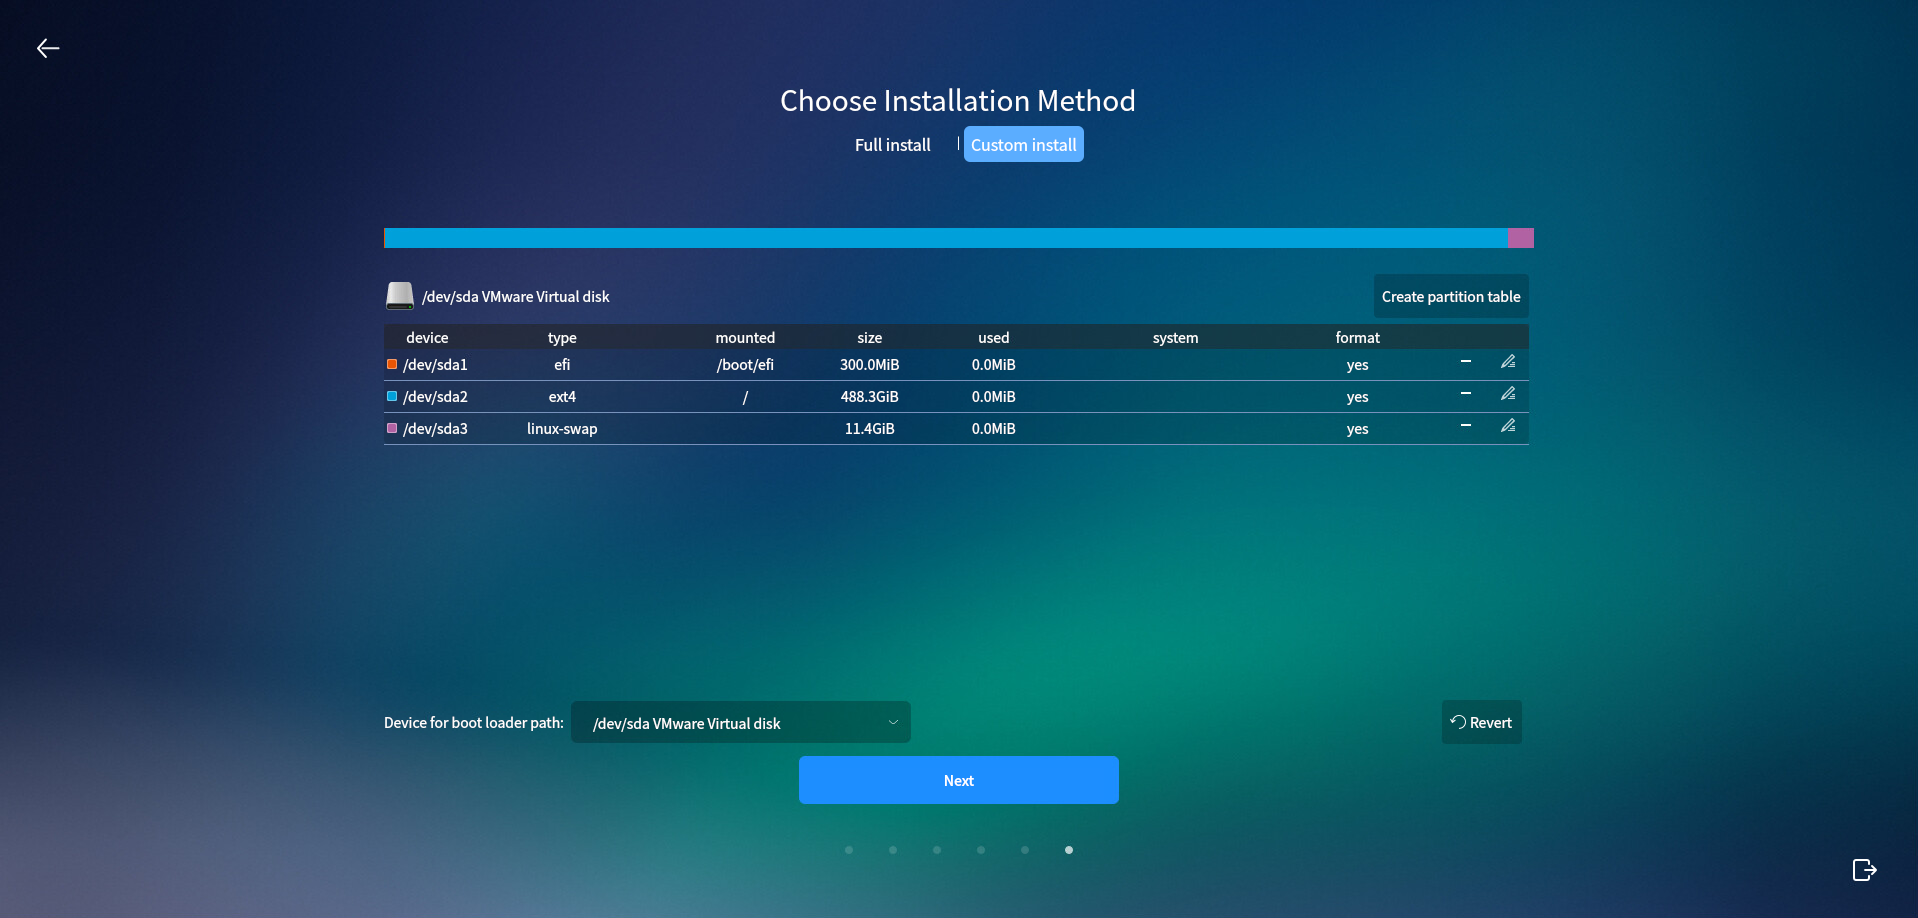 Choose Installation Method
Full install | Custom install
/dev/sda VMware Virtual disk Create partition table
device type mounted size used system format
/dev/sda1 efi /boot/efi 300.0MiB 0.0MiB yes
/dev/sda2 ext4 / 488.3GiB 0.0MiB yes
/dev/sda3 linux-swap 11.4GiB 0.0MiB yes
Device for boot loader path: /dev/sda VMware Virtual disk Revert
Next